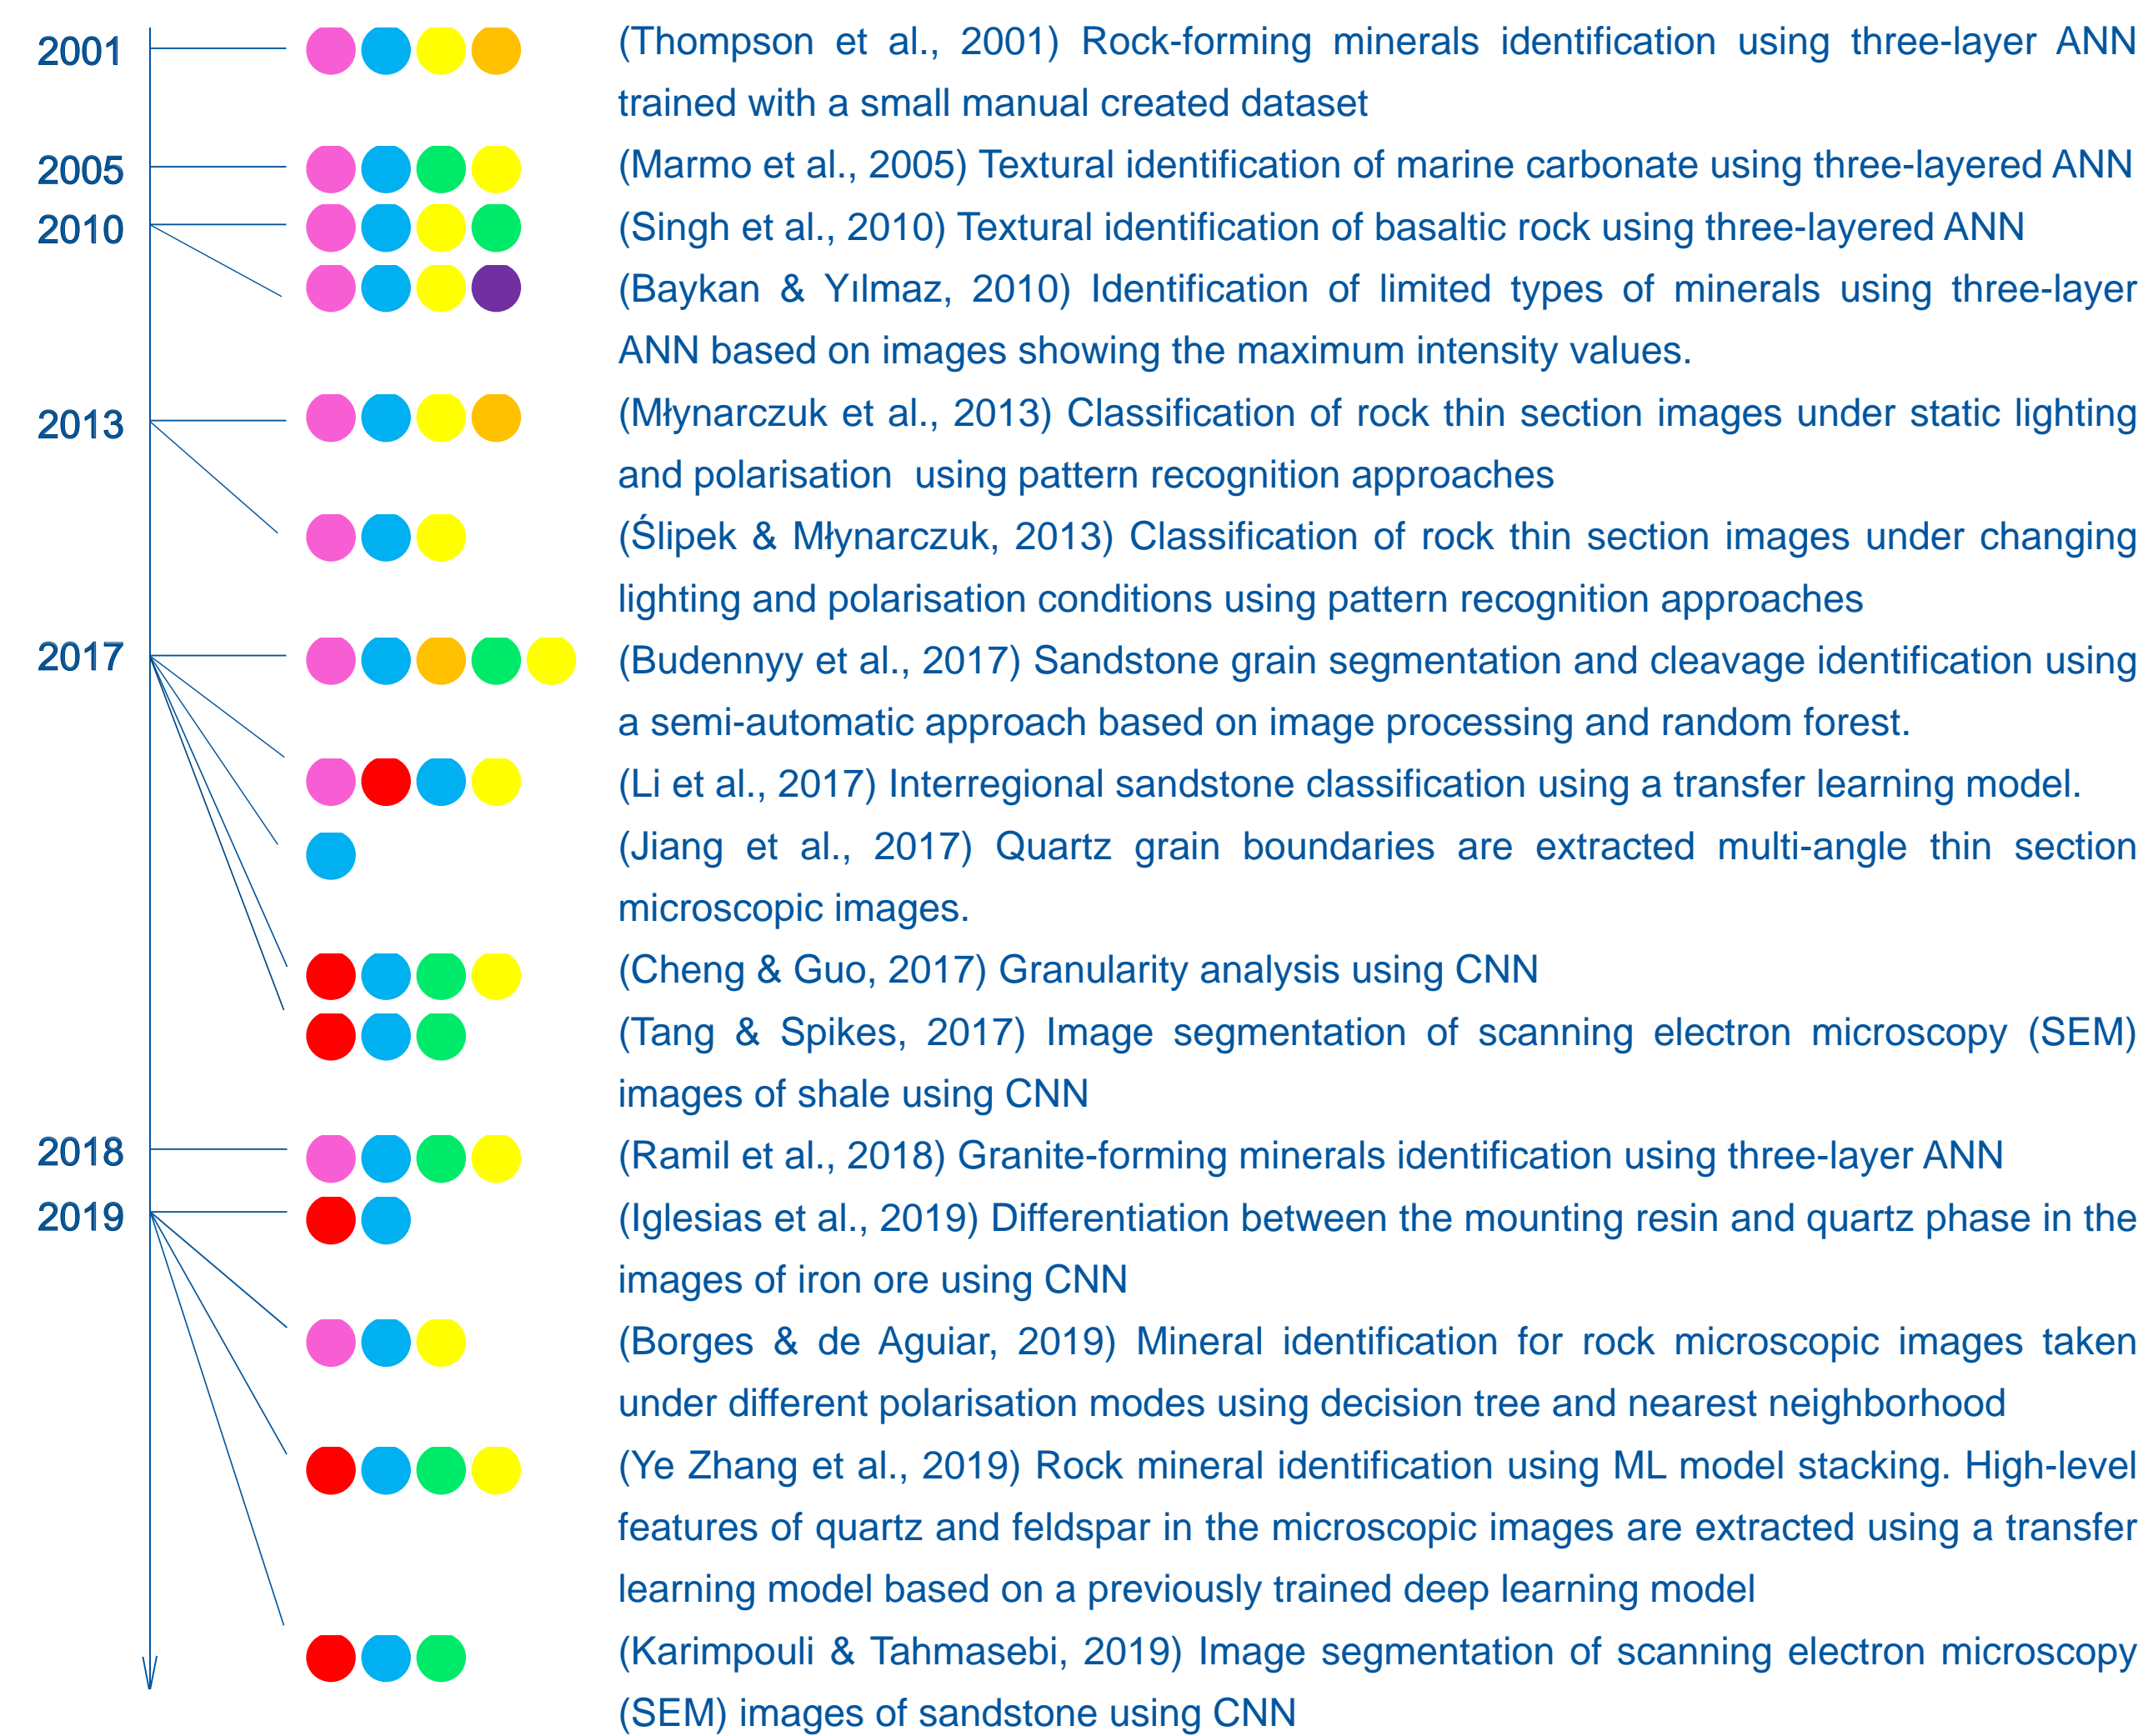 2001
(Thompson et al., 2001) Rock-forming minerals identification using three-layer ANN
trained with a small manual created dataset
2005
(Marmo et al., 2005) Textural identification of marine carbonate using three-layered ANN
2010
(Singh et al., 2010) Textural identification of basaltic rock using three-layered ANN
(Baykan & Yılmaz, 2010) Identification of limited types of minerals using three-layer
ANN based on images showing the maximum intensity values.
2013
(Młynarczuk et al., 2013) Classification of rock thin section images under static lighting
and polarisation using pattern recognition approaches
(Ślipek & Młynarczuk, 2013) Classification of rock thin section images under changing
lighting and polarisation conditions using pattern recognition approaches
2017
(Budennyy et al., 2017) Sandstone grain segmentation and cleavage identification using
a semi-automatic approach based on image processing and random forest.
(Li et al., 2017) Interregional sandstone classification using a transfer learning model.
(Jiang et al., 2017) Quartz grain boundaries are extracted multi-angle thin section
microscopic images.
(Cheng & Guo, 2017) Granularity analysis using CNN
(Tang & Spikes, 2017) Image segmentation of scanning electron microscopy (SEM)
images of shale using CNN
2018
(Ramil et al., 2018) Granite-forming minerals identification using three-layer ANN
2019
(Iglesias et al., 2019) Differentiation between the mounting resin and quartz phase in the
images of iron ore using CNN
(Borges & de Aguiar, 2019) Mineral identification for rock microscopic images taken
under different polarisation modes using decision tree and nearest neighborhood
(Ye Zhang et al., 2019) Rock mineral identification using ML model stacking. High-level
features of quartz and feldspar in the microscopic images are extracted using a transfer
learning model based on a previously trained deep learning model
(Karimpouli & Tahmasebi, 2019) Image segmentation of scanning electron microscopy
(SEM) images of sandstone using CNN